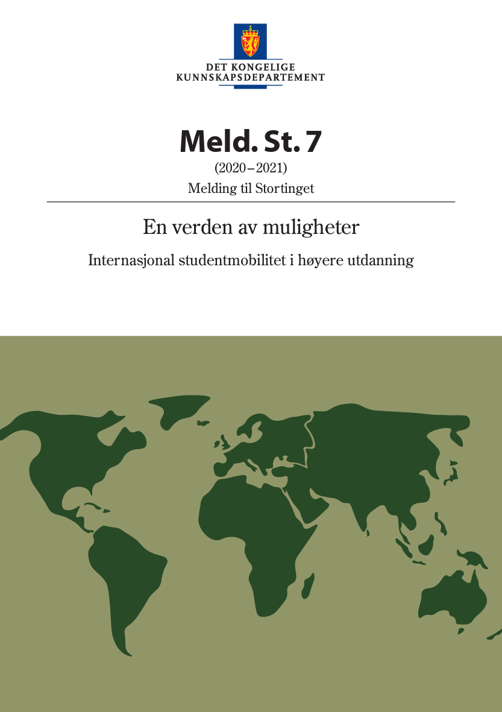 DET KONGELIGE
KUNNSKAPSDEPARTEMENT
Meld. St. 7
(2020–2021)
Melding til Stortinget
En verden av muligheter
Internasjonal studentmobilitet i høyere utdanning